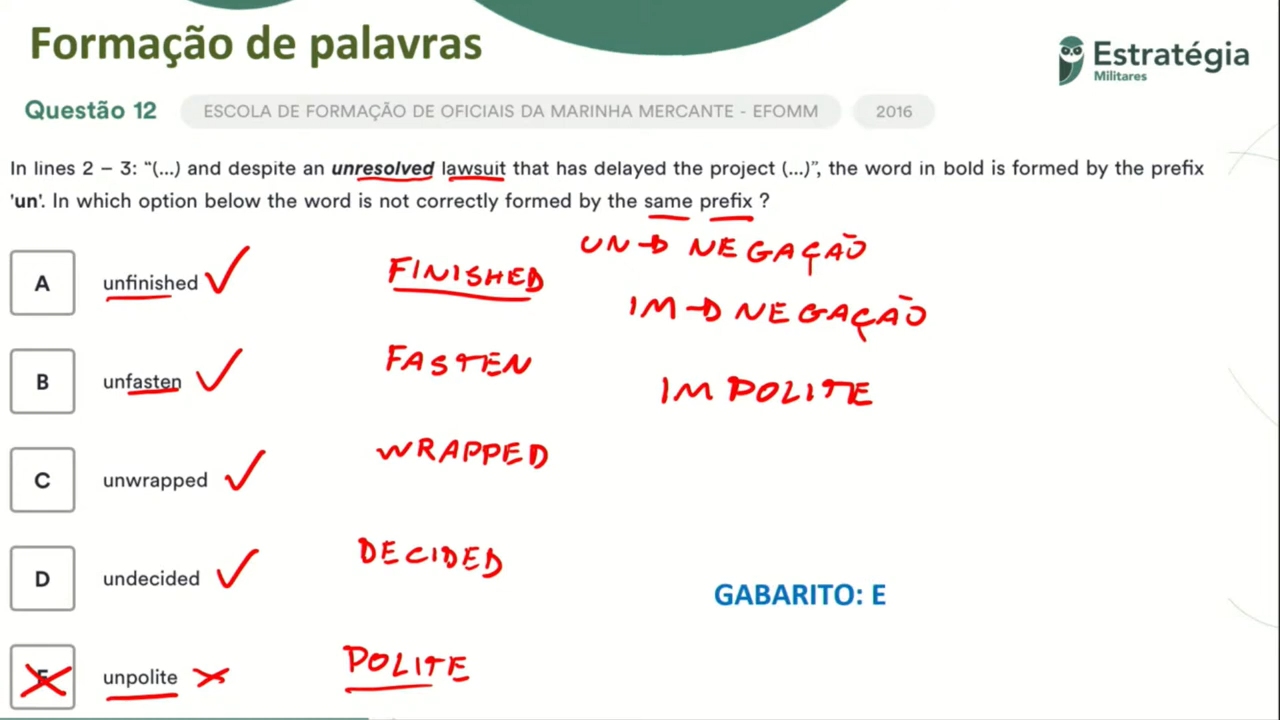 Formação de palavras
Estratégia
Militares
Questão 12 ESCOLA DE FORMAÇÃO DE OFICIAIS DA MARINHA MERCANTE - EFOMM 2016
In lines 2 – 3: “(...) and despite an unresolved lawsuit that has delayed the project (...)”, the word in bold is formed by the prefix
'un'. In which option below the word is not correctly formed by the same prefix ?
UN → NEGAÇÃO
A unfinished FINISHED
IM → NEGAÇÃO
B unfasten FASTEN
IMPOLITE
C unwrapped WRAPPED
D undecided DECIDED
GABARITO: E
E unpolite POLITE